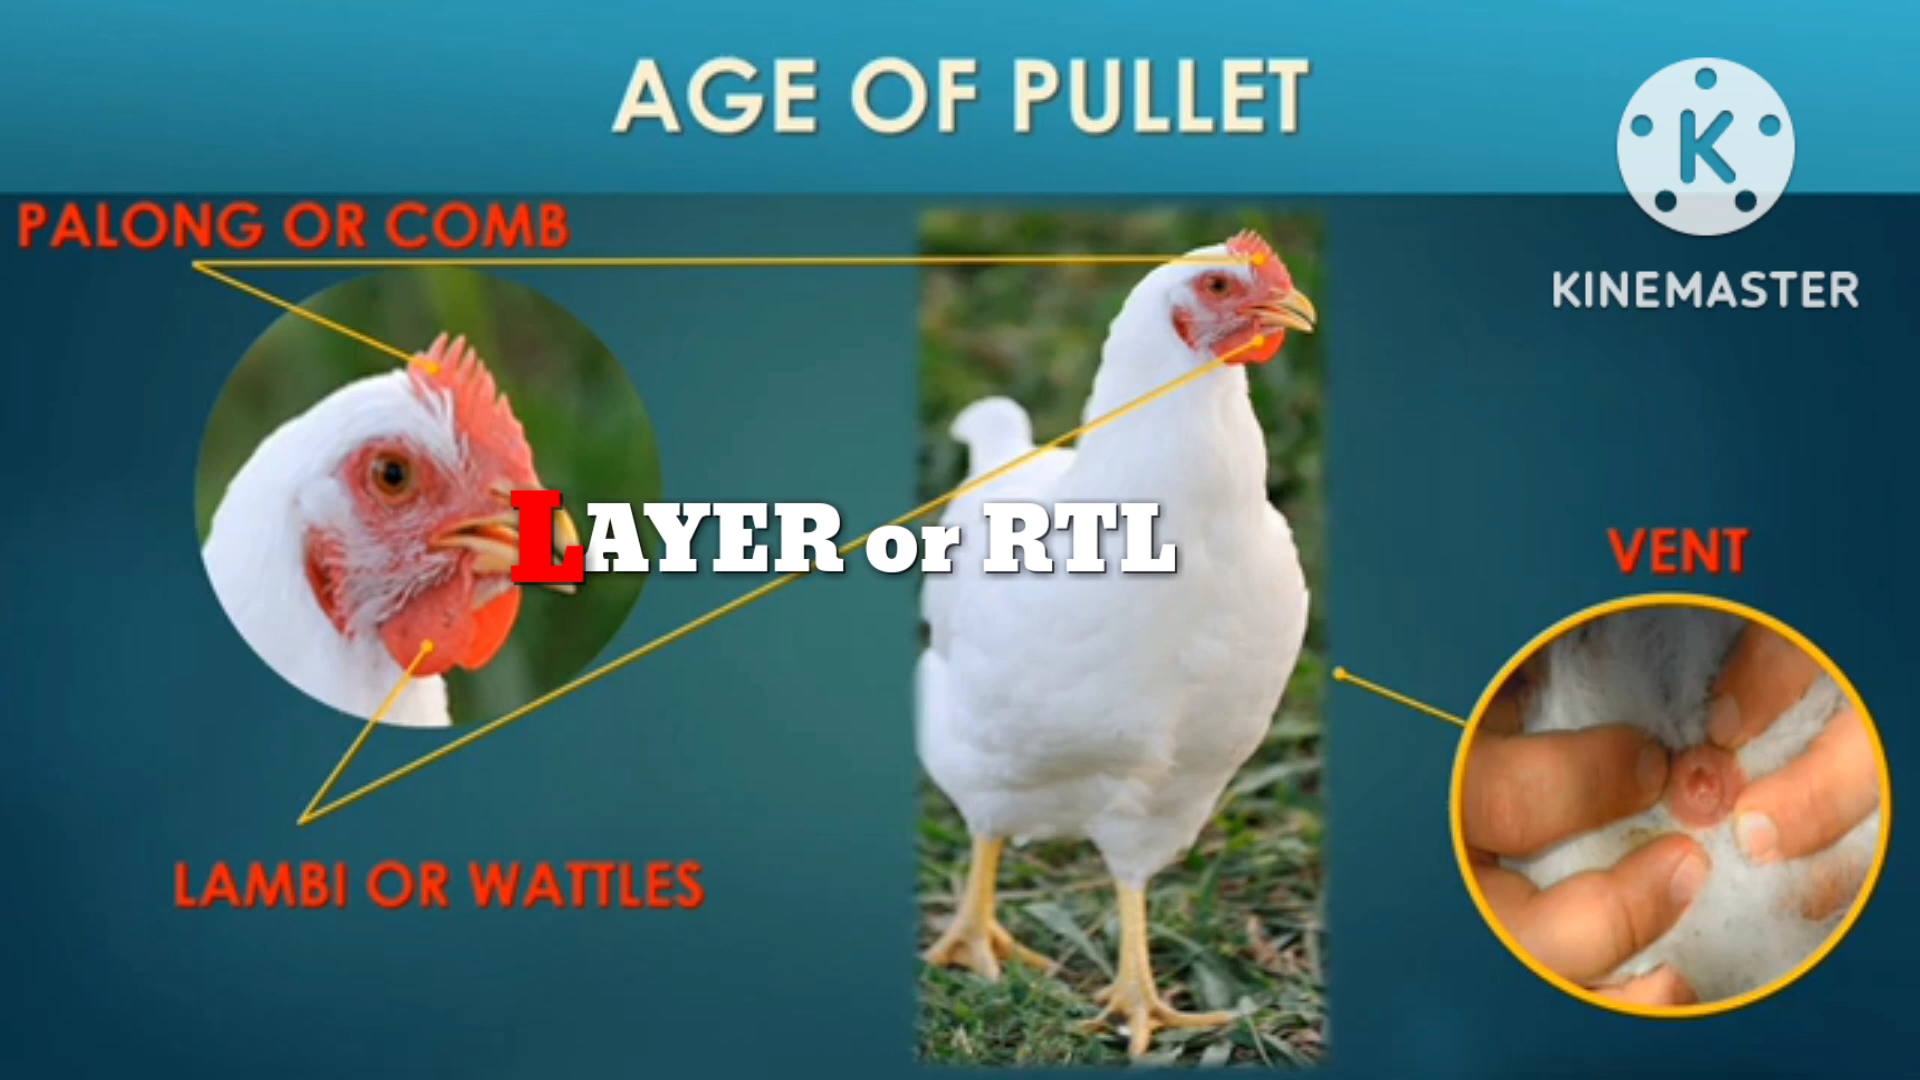 AGE OF PULLET
K
KINEMASTER
PALONG OR COMB
LAYER or RTL
VENT
LAMBI OR WATTLES